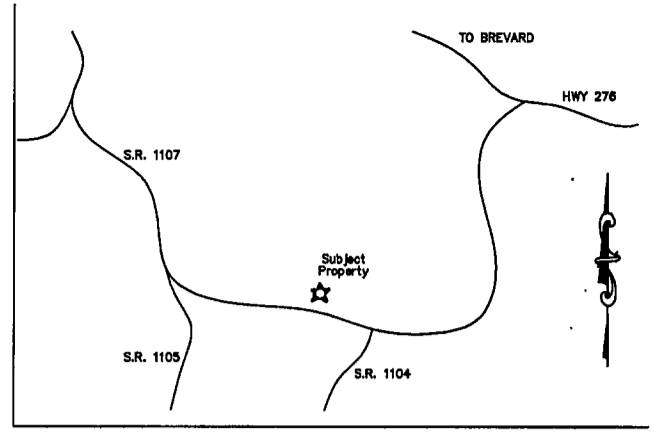 TO BREVARD
HWY 276
S.R. 1107
Subject
Property
S.R. 1105
S.R. 1104